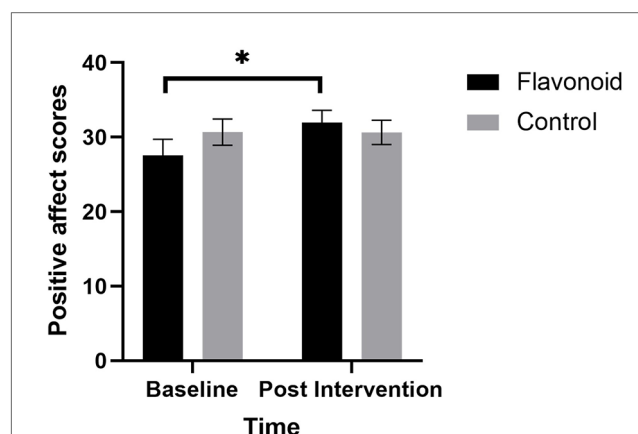 40
*
30
20
10
0
Positive affect scores
Baseline
Post Intervention
Time
Flavonoid
Control